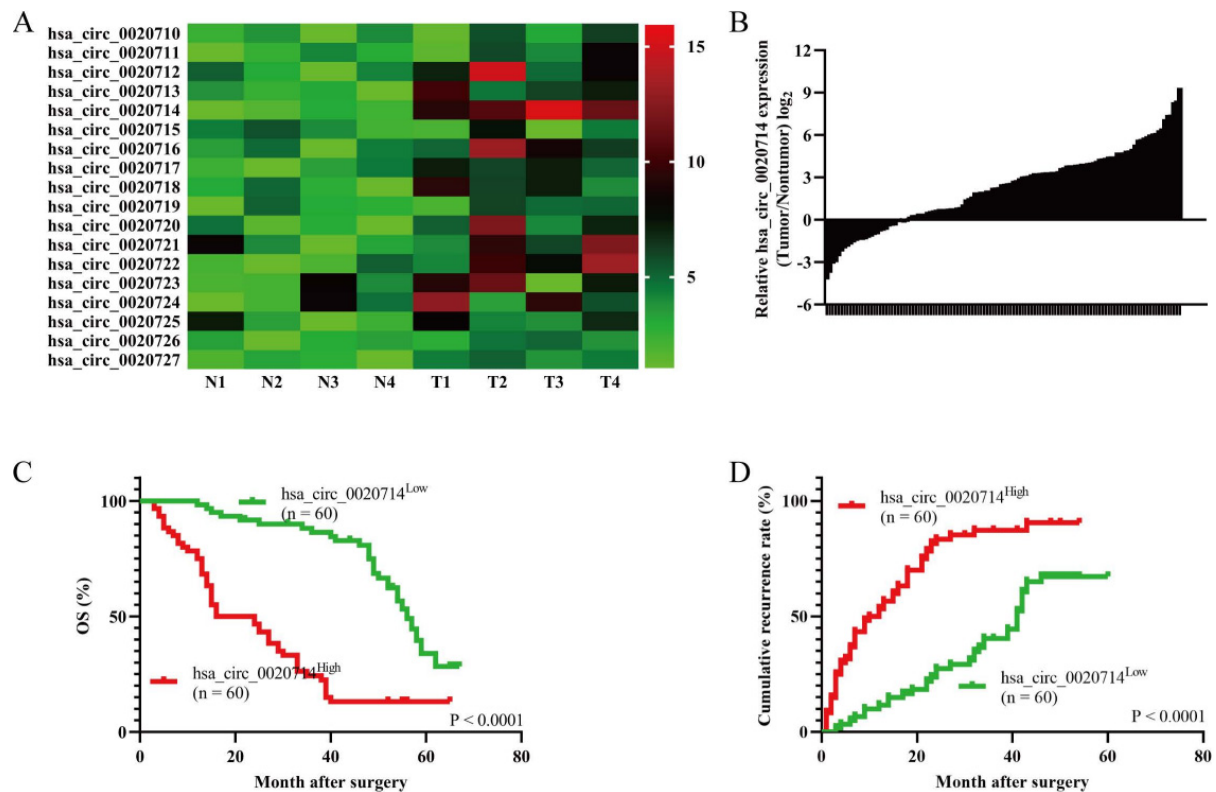 A
hsa_circ_0020710
hsa_circ_0020711
hsa_circ_0020712
hsa_circ_0020713
hsa_circ_0020714
hsa_circ_0020715
hsa_circ_0020716
hsa_circ_0020717
hsa_circ_0020718
hsa_circ_0020719
hsa_circ_0020720
hsa_circ_0020721
hsa_circ_0020722
hsa_circ_0020723
hsa_circ_0020724
hsa_circ_0020725
hsa_circ_0020726
hsa_circ_0020727
N1 N2 N3 N4 T1 T2 T3 T4
15
10
5
B
Relative hsa_circ_0020714 expression
(Tumor/Nontumor) log2
12
9
6
3
0
-3
-6
C
OS (%)
100
50
0
hsa_circ_0020714Low
(n = 60)
hsa_circ_0020714High
(n = 60)
P < 0.0001
0 20 40 60 80
Month after surgery
D
Cumulative recurrence rate (%)
100
50
0
hsa_circ_0020714High
(n = 60)
hsa_circ_0020714Low
(n = 60)
P < 0.0001
0 20 40 60 80
Month after surgery